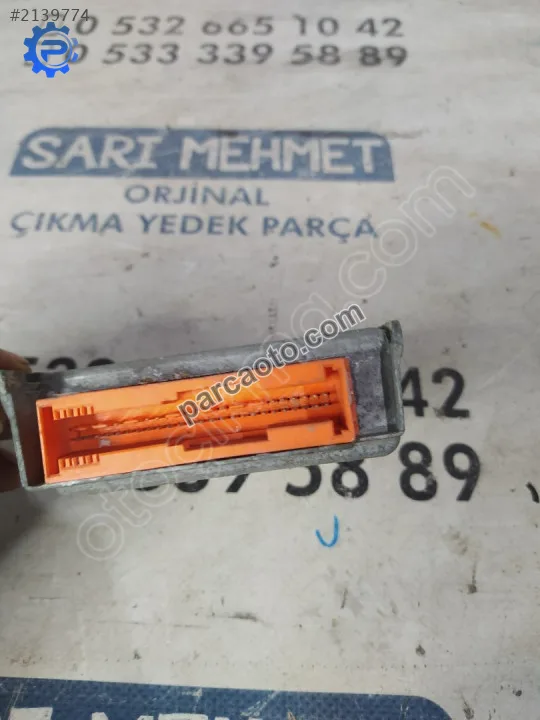 #2139774
0 532 665 10 42
0 533 339 58 89
SARI MEHMET
ORJİNAL
ÇIKMA YEDEK PARÇA
parcaoto.com
42
58 89